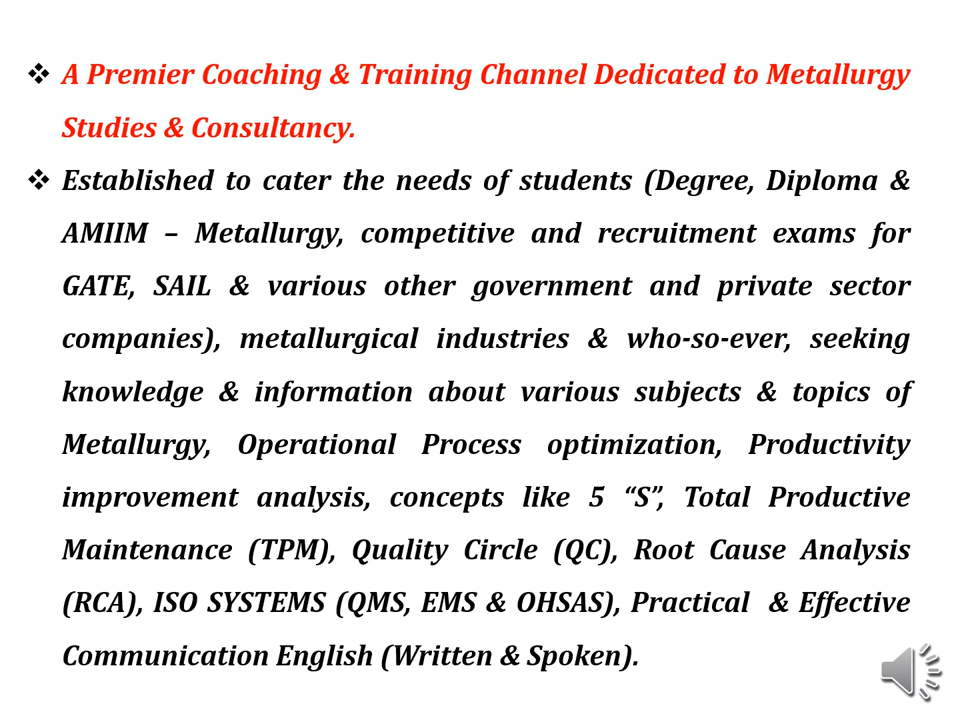 ❖ A Premier Coaching & Training Channel Dedicated to Metallurgy
Studies & Consultancy.
❖ Established to cater the needs of students (Degree, Diploma &
AMIIM – Metallurgy, competitive and recruitment exams for
GATE, SAIL & various other government and private sector
companies), metallurgical industries & who-so-ever, seeking
knowledge & information about various subjects & topics of
Metallurgy, Operational Process optimization, Productivity
improvement analysis, concepts like 5 “S”, Total Productive
Maintenance (TPM), Quality Circle (QC), Root Cause Analysis
(RCA), ISO SYSTEMS (QMS, EMS & OHSAS), Practical & Effective
Communication English (Written & Spoken).